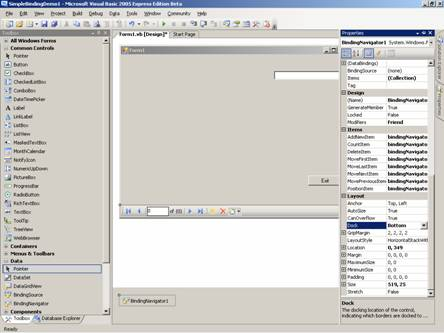 SimpleBindingDemo1 - Microsoft Visual Basic 2005 Express Edition Beta
File Edit View Project Build Debug Data Tools Window Community Help
Toolbox
All Windows Forms
Common Controls
Pointer
Button
CheckBox
CheckedListBox
ComboBox
DateTimePicker
Label
LinkLabel
ListBox
ListView
MaskedTextBox
MonthCalendar
NotifyIcon
NumericUpDown
PictureBox
ProgressBar
RadioButton
RichTextBox
TextBox
ToolTip
TreeView
WebBrowser
Containers & Toolbars
Data
Pointer
DataSet
DataGridView
BindingSource
BindingNavigator
Components
Toolbox Database Explorer
Ready
Form1.vb [Design]* Start Page
Form1
Exit
0 of {0}
BindingNavigator1
Properties
BindingNavigator1 System.Windows.F
(DataBindings)
BindingSource (none)
Items (Collection)
Tag
Design
(Name) BindingNavigato
GenerateMember True
Locked False
Modifiers Friend
Items
AddNewItem bindingNavigato
CountItem bindingNavigato
DeleteItem bindingNavigato
MoveFirstItem bindingNavigato
MoveLastItem bindingNavigato
MoveNextItem bindingNavigato
MovePreviousItem bindingNavigato
PositionItem bindingNavigato
Layout
Anchor Top, Left
AutoSize True
CanOverflow True
Dock Bottom
GripMargin 2, 2, 2, 2
LayoutStyle HorizontalStackWit
Location 0, 349
Margin 0, 0, 0, 0
MaximumSize 0, 0
MinimumSize 0, 0
Padding 0, 0, 0, 0
Size 519, 25
Stretch False
Dock
The docking location of the control, indicating which borders are docked to ...
Solution Explorer
Properties